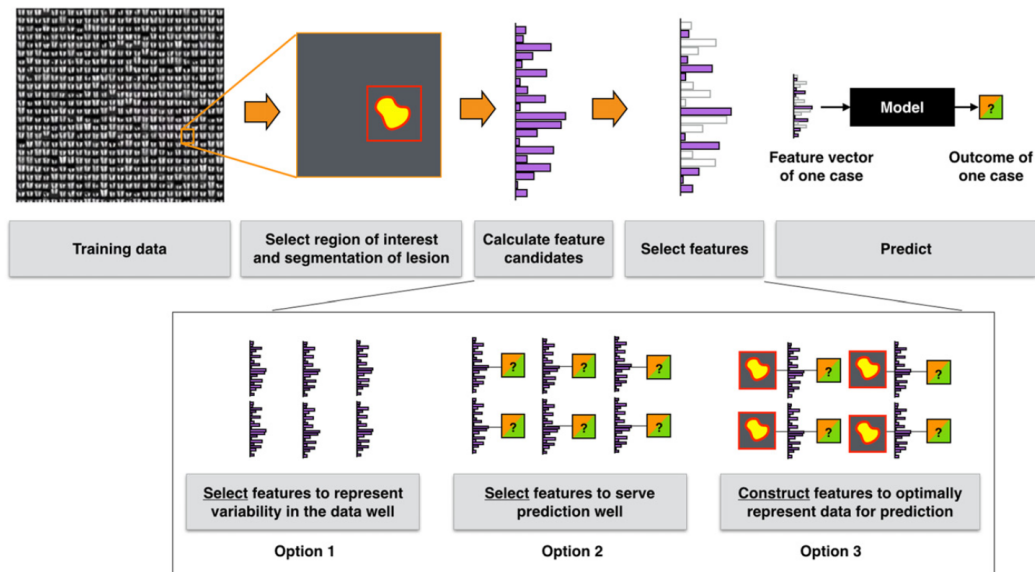 Model
?
Feature vector
of one case
Outcome of
one case
Training data
Select region of interest
and segmentation of lesion
Calculate feature
candidates
Select features
Predict
? ? ?
? ? ?
? ?
? ?
Select features to represent
variability in the data well
Select features to serve
prediction well
Construct features to optimally
represent data for prediction
Option 1
Option 2
Option 3